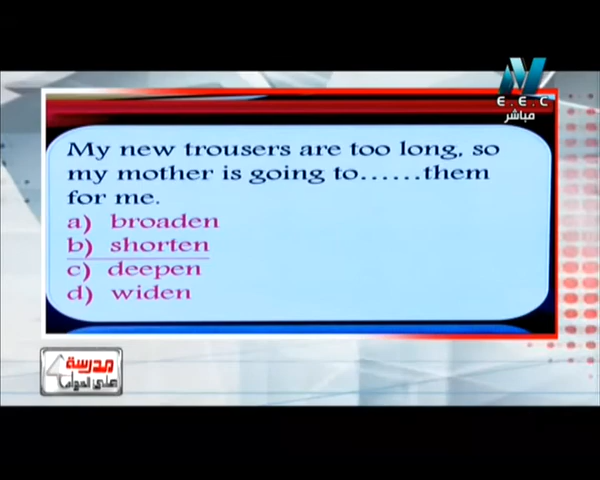 E.E.C
مباشر
My new trousers are too long, so
my mother is going to......them
for me.
a) broaden
b) shorten
c) deepen
d) widen
مدرسة
على الهواء